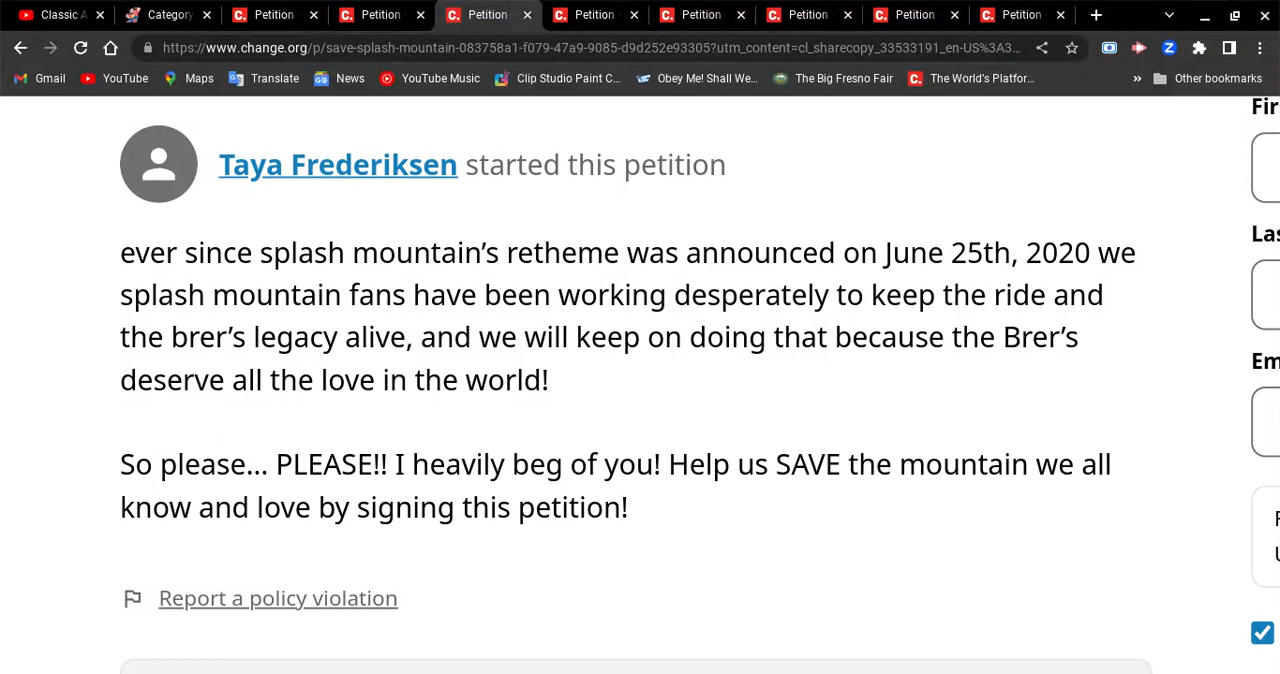 Classic A
Category
Petition ·
Petition ·
Petition ·
Petition ·
Petition ·
Petition ·
Petition ·
Petition ·
https://www.change.org/p/save-splash-mountain-083758a1-f079-47a9-9085-d9d252e93305?utm_content=cl_sharecopy_33533191_en-US%3A3...
Gmail YouTube Maps Translate News YouTube Music Clip Studio Paint C... Obey Me! Shall We... The Big Fresno Fair The World's Platfor... » Other bookmarks
Taya Frederiksen started this petition
ever since splash mountain’s retheme was announced on June 25th, 2020 we
splash mountain fans have been working desperately to keep the ride and
the brer’s legacy alive, and we will keep on doing that because the Brer’s
deserve all the love in the world!
So please... PLEASE!! I heavily beg of you! Help us SAVE the mountain we all
know and love by signing this petition!
Report a policy violation
Fir
Las
Em